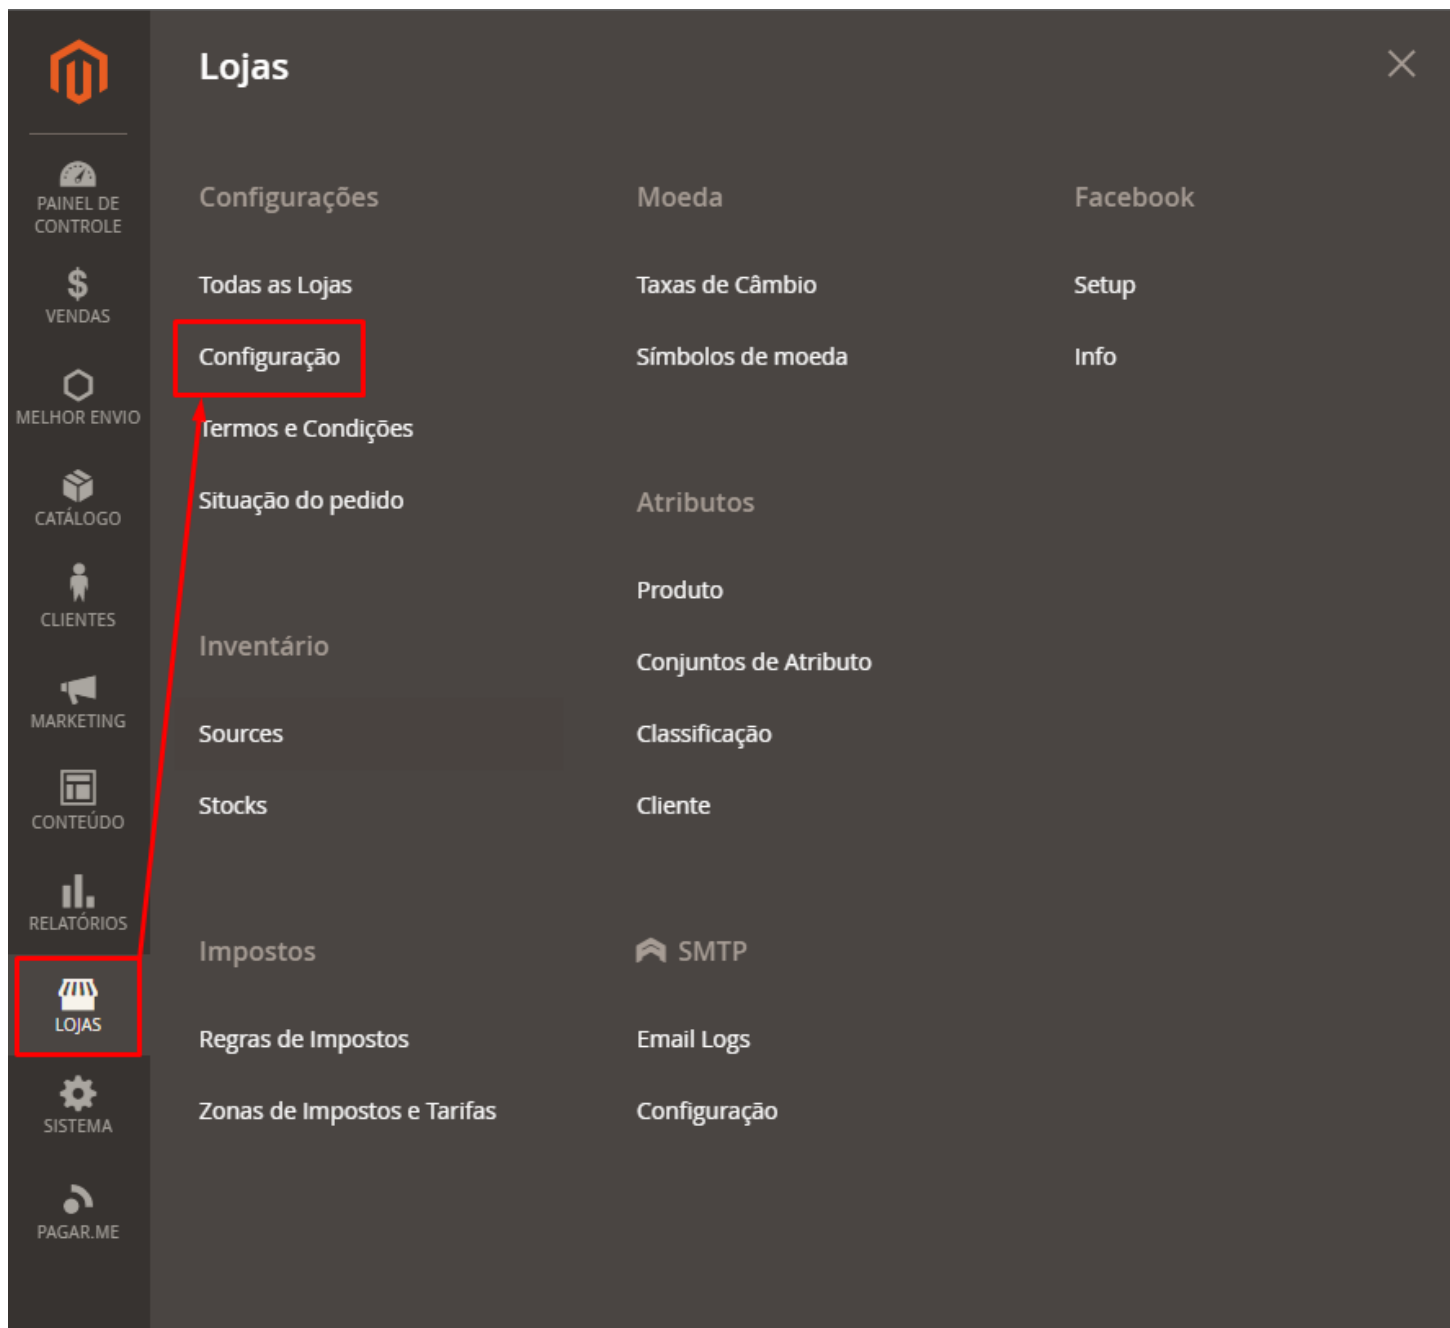 Lojas
PAINEL DE
CONTROLE
VENDAS
MELHOR ENVIO
CATÁLOGO
CLIENTES
MARKETING
CONTEÚDO
RELATÓRIOS
LOJAS
SISTEMA
PAGAR.ME
Configurações
Todas as Lojas
Configuração
Termos e Condições
Situação do pedido
Inventário
Sources
Stocks
Impostos
Regras de Impostos
Zonas de Impostos e Tarifas
Moeda
Taxas de Câmbio
Símbolos de moeda
Atributos
Produto
Conjuntos de Atributo
Classificação
Cliente
SMTP
Email Logs
Configuração
Facebook
Setup
Info